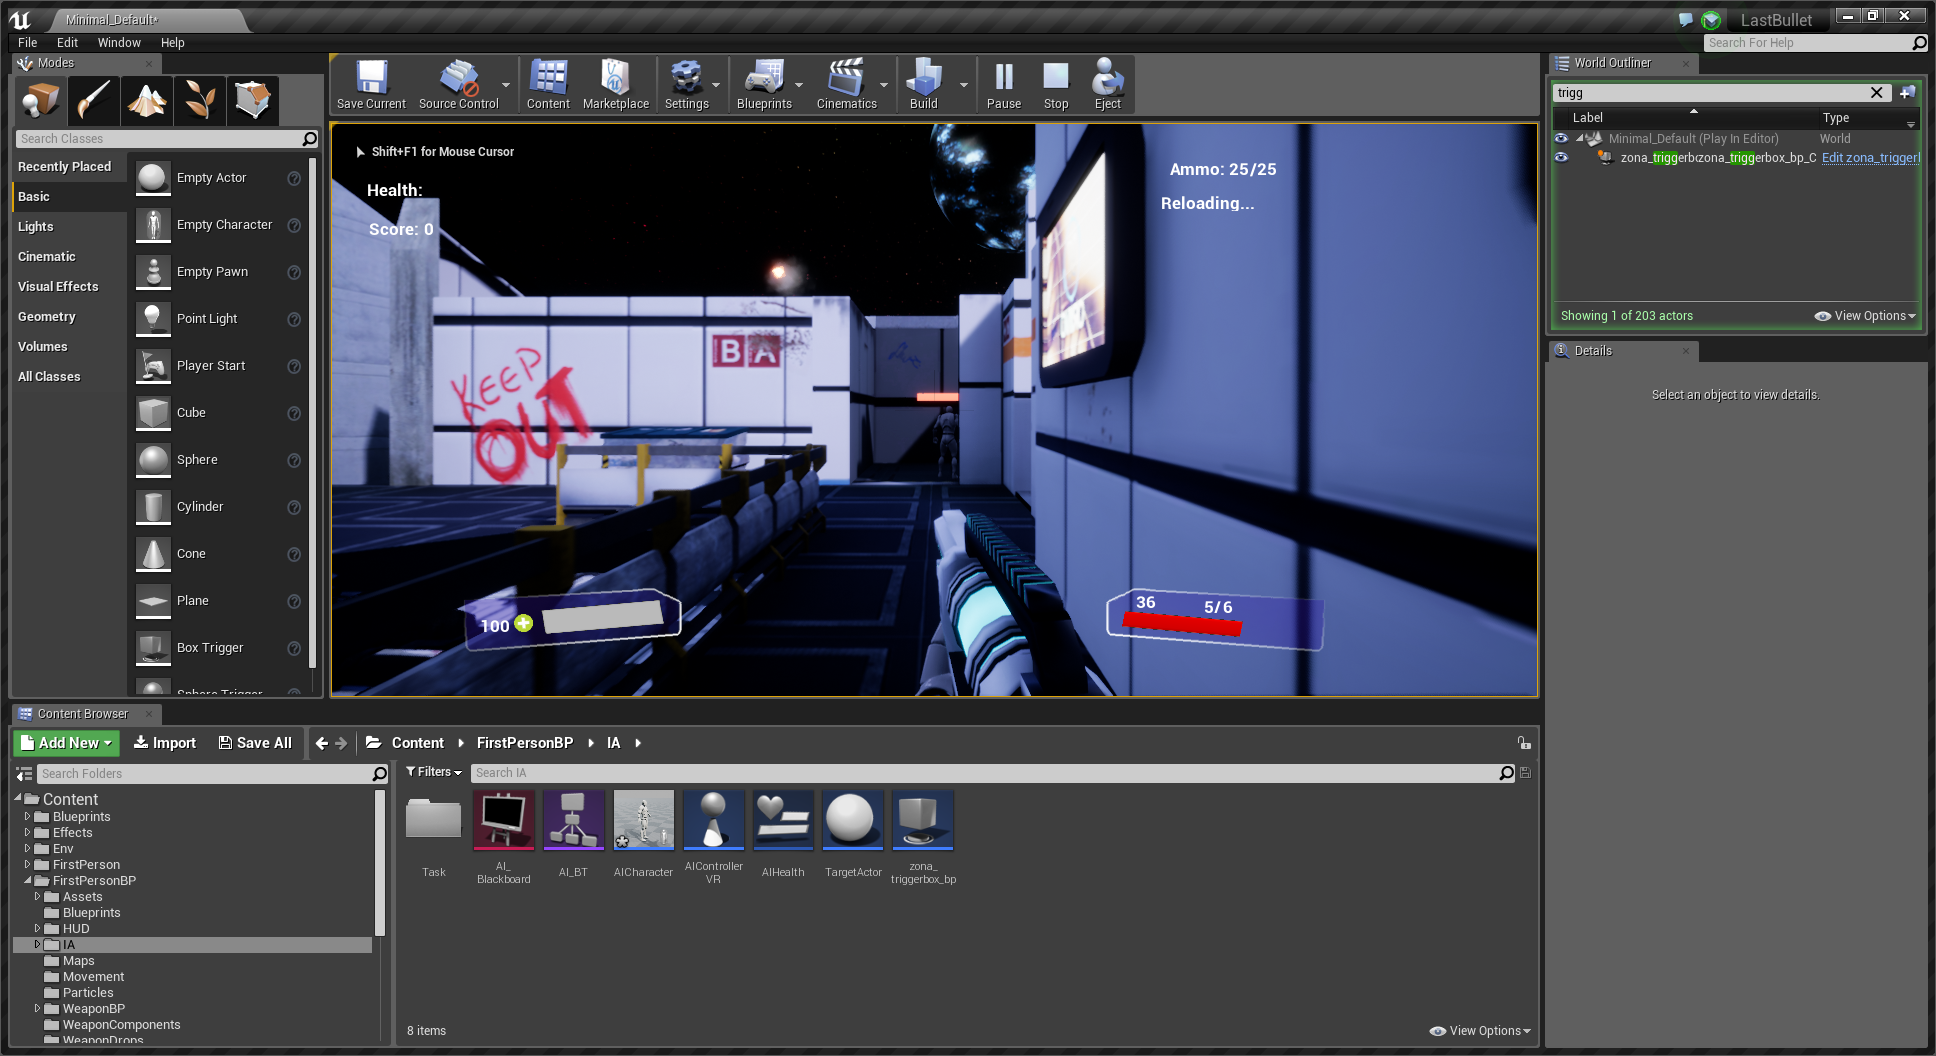 Minimal_Default*
LastBullet
File Edit Window Help
Search For Help
Modes
Search Classes
Recently Placed
Basic
Lights
Cinematic
Visual Effects
Geometry
Volumes
All Classes
Empty Actor
Empty Character
Empty Pawn
Point Light
Player Start
Cube
Sphere
Cylinder
Cone
Plane
Box Trigger
Sphere Trigger
Save Current
Source Control
Content
Marketplace
Settings
Blueprints
Cinematics
Build
Pause
Stop
Eject
Shift+F1 for Mouse Cursor
Health:
Score: 0
Ammo: 25/25
Reloading...
KEEP
OUT
B A
100
36 5/6
World Outliner
trigg
Label Type
Minimal_Default (Play In Editor) World
zona_triggerbozona_triggerbox_bp_C Edit zona_trigger
Showing 1 of 203 actors
View Options
Details
Select an object to view details.
Content Browser
Add New Import Save All Content FirstPersonBP IA
Search Folders
Content
Blueprints
Effects
Env
FirstPerson
FirstPersonBP
Assets
Blueprints
HUD
IA
Maps
Movement
Particles
WeaponBP
WeaponComponents
WeaponDrops
Filters Search IA
Task
AI_
Blackboard
AI_BT
AICharacter
AIController
VR
AIHealth
TargetActor
zona_
triggerbox_bp
8 items
View Options